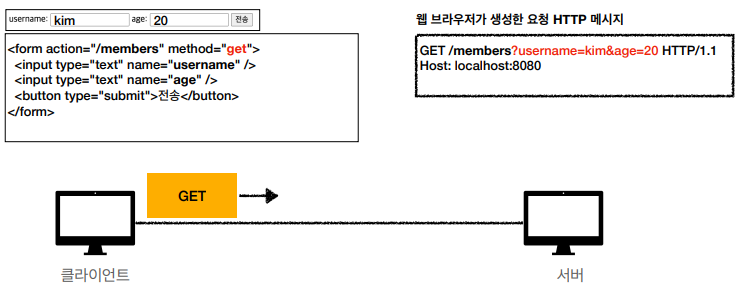 username: kim age: 20 전송
<form action="/members" method="get">
<input type="text" name="username" />
<input type="text" name="age" />
<button type="submit">전송</button>
</form>
웹 브라우저가 생성한 요청 HTTP 메시지
GET /members?username=kim&age=20 HTTP/1.1
Host: localhost:8080
GET
클라이언트
서버